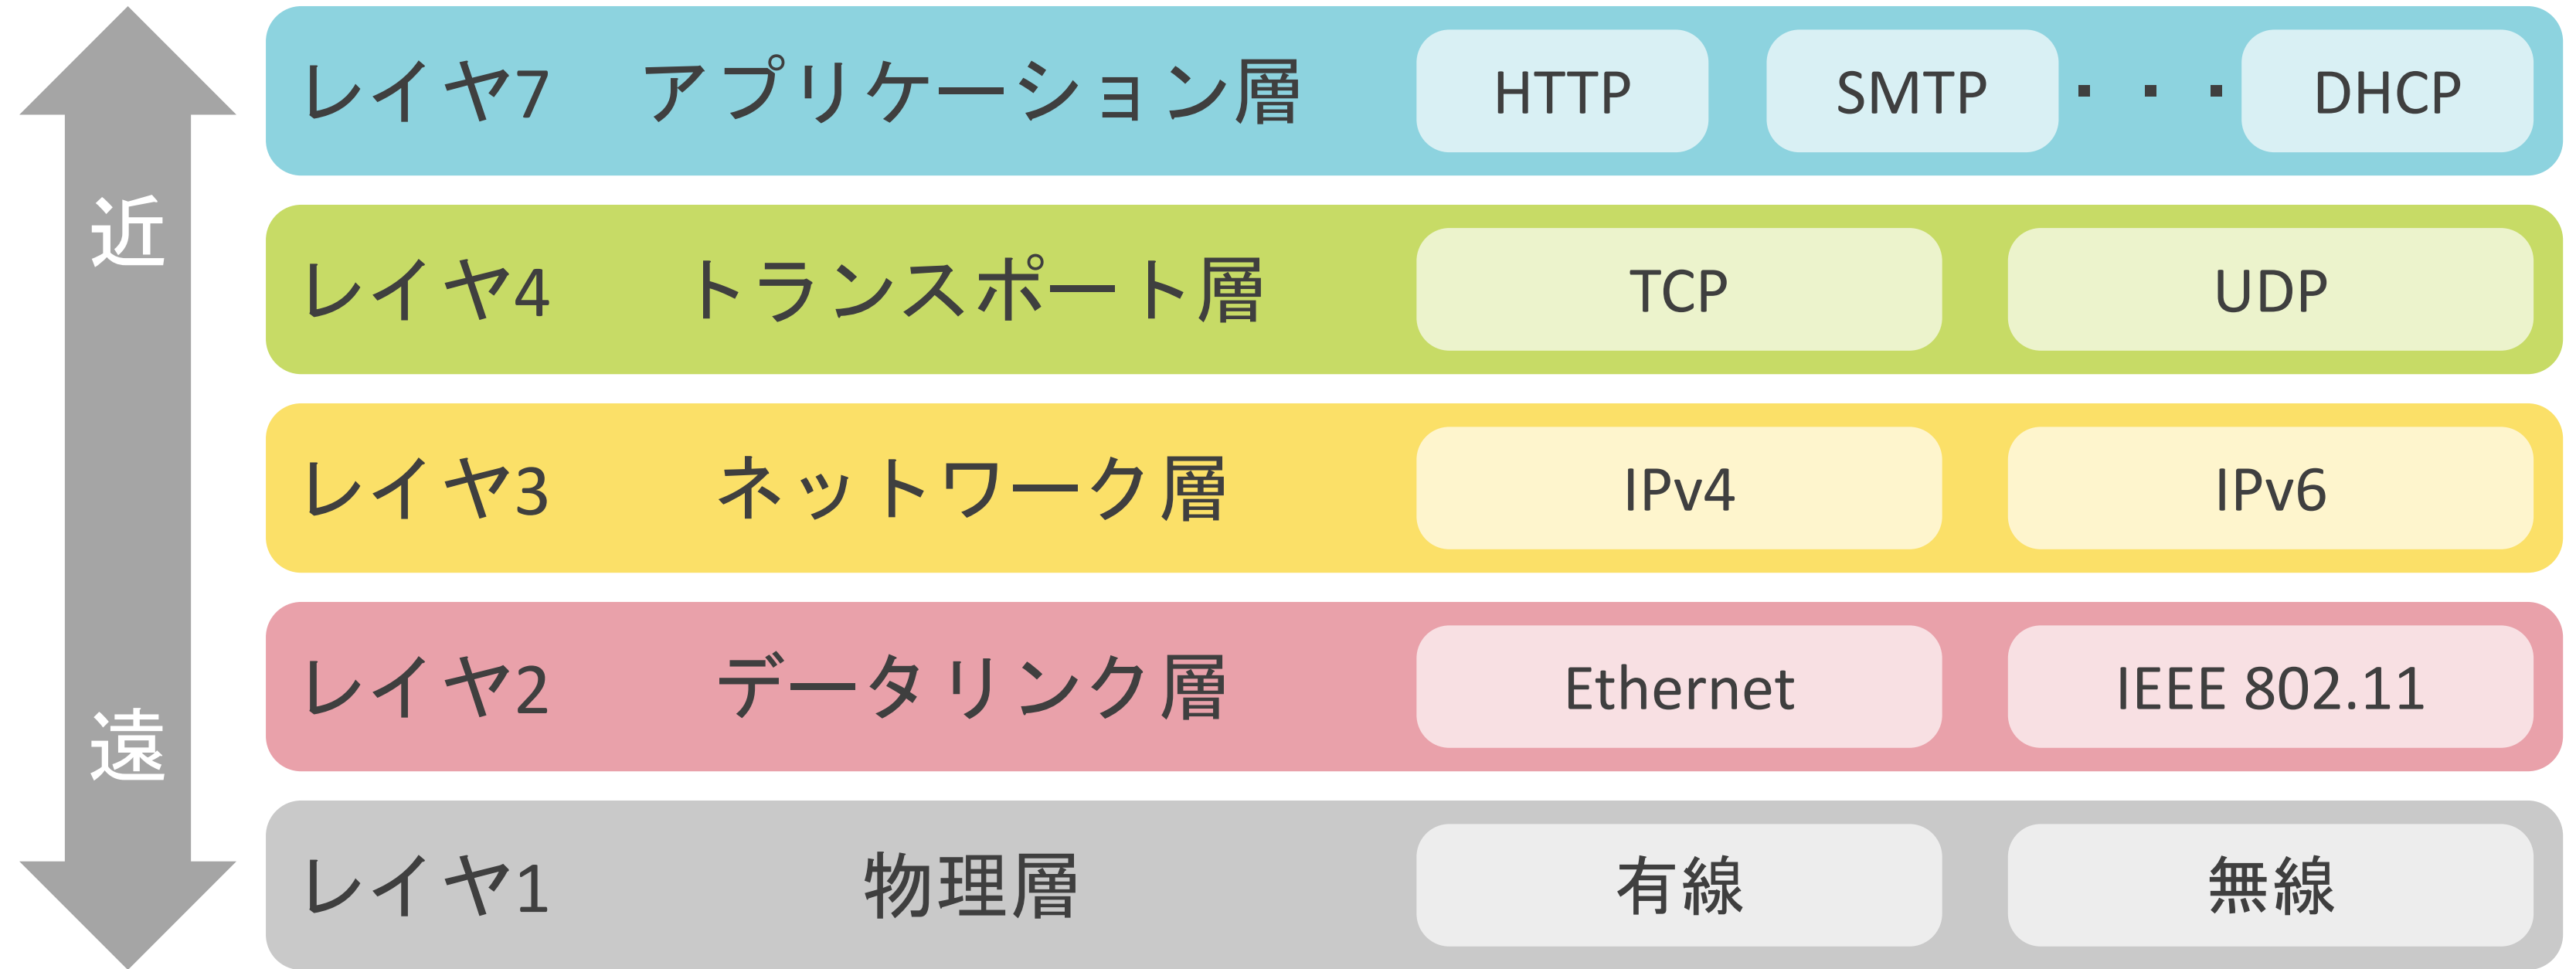 近
遠
レイヤ7 アプリケーション層 HTTP SMTP ・・・ DHCP
レイヤ4 トランスポート層 TCP UDP
レイヤ3 ネットワーク層 IPv4 IPv6
レイヤ2 データリンク層 Ethernet IEEE 802.11
レイヤ1 物理層 有線 無線